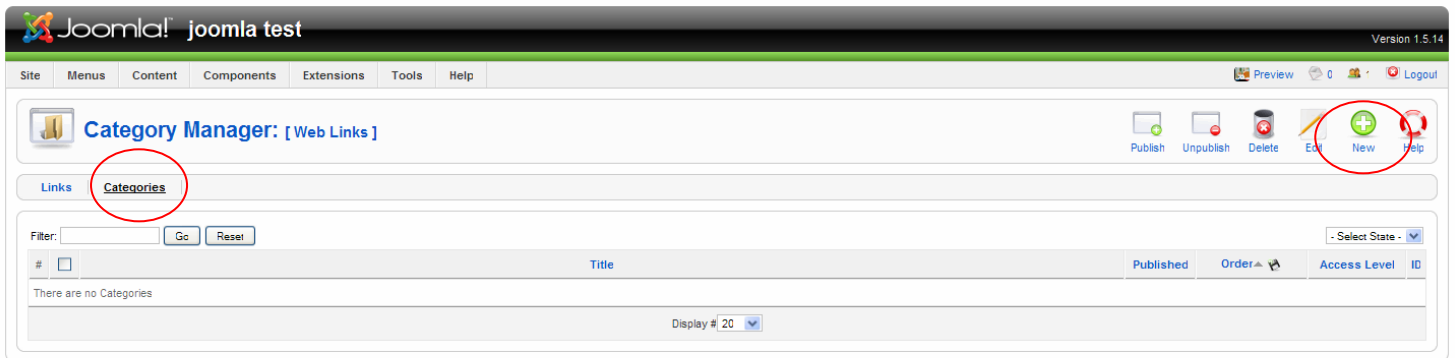 Joomla!™ joomla test
Version 1.5.14
Site Menus Content Components Extensions Tools Help Preview 0 Logout
Category Manager: [ Web Links ]
Publish Unpublish Delete Edit New Help
Links Categories
Filter: Go Reset - Select State -
# Title Published Order Access Level ID
There are no Categories
Display # 20